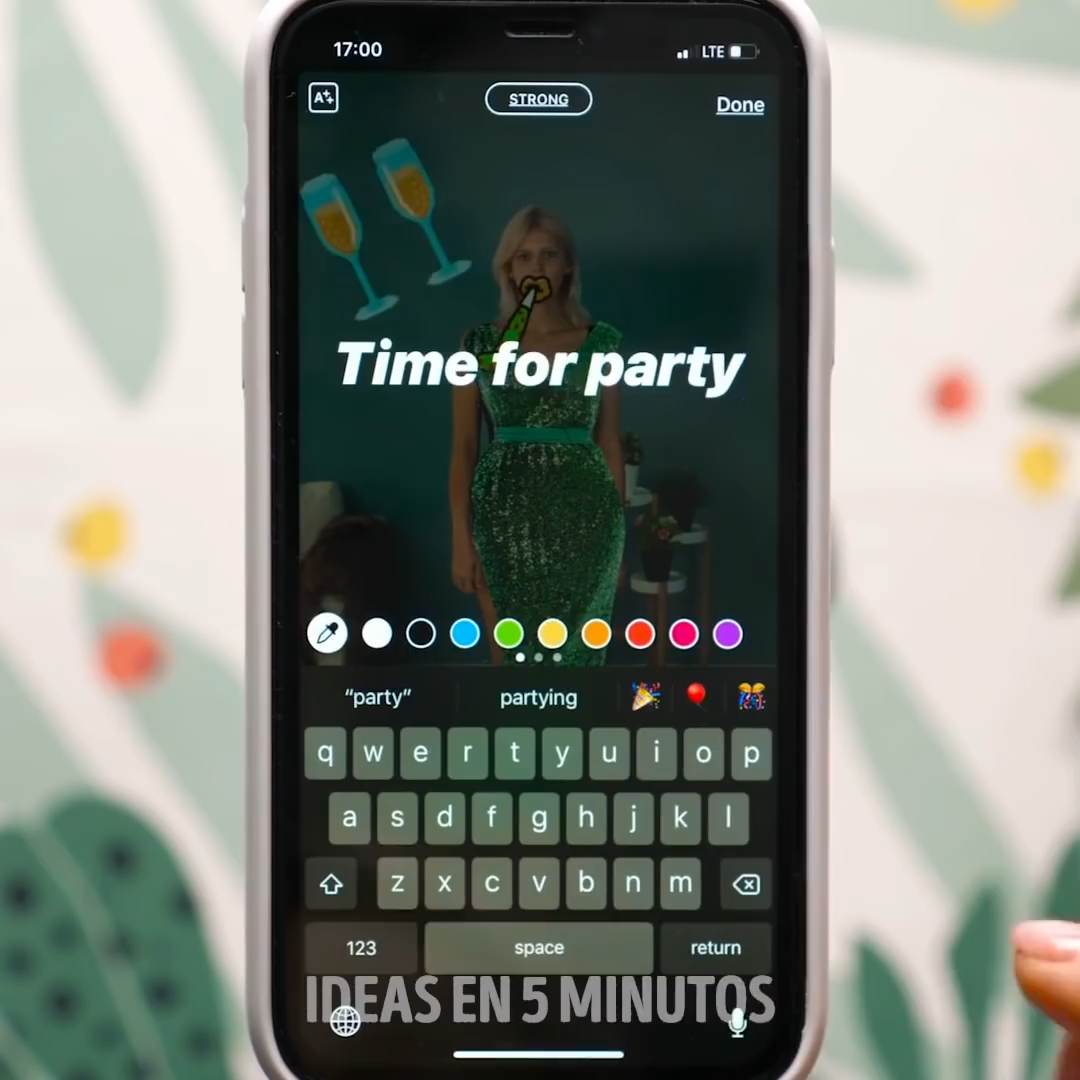 17:00 LTE
STRONG
Done
Time for party
“party” partying
q w e r t y u i o p
a s d f g h j k l
z x c v b n m
123 space return
IDEAS EN 5 MINUTOS